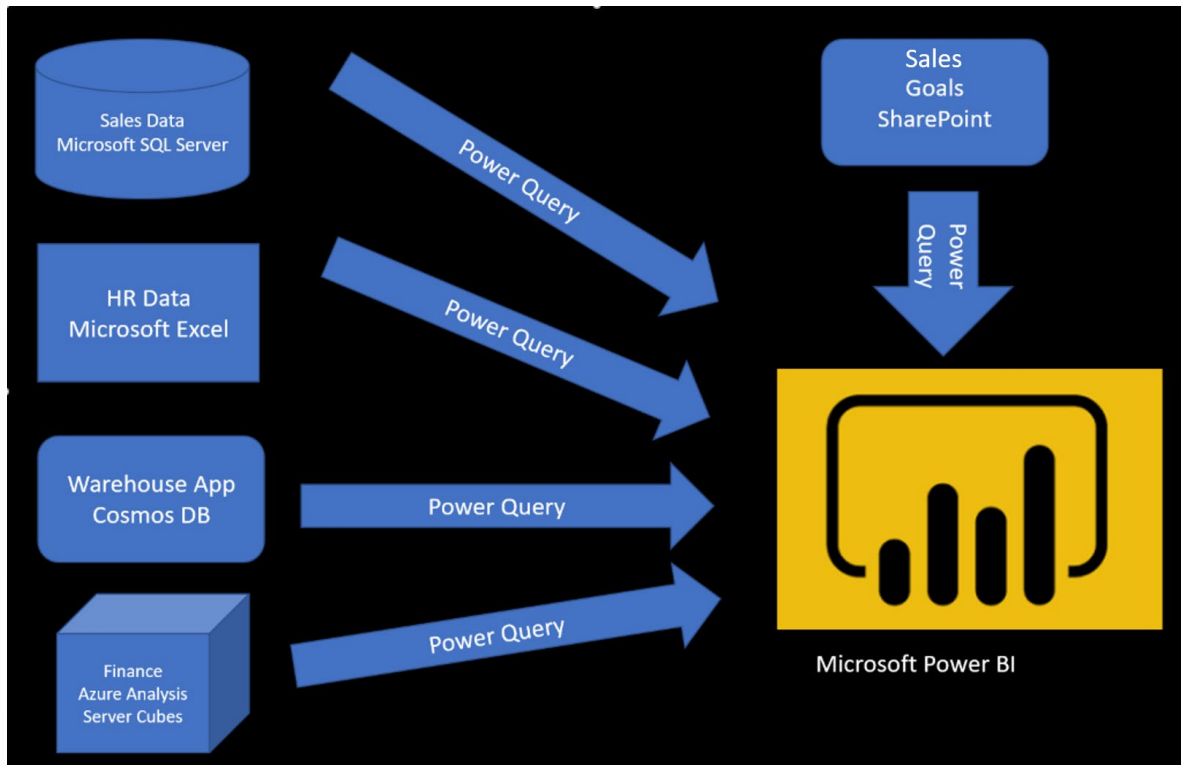 Sales Data
Microsoft SQL Server
Power Query
Sales
Goals
SharePoint
Power
Query
HR Data
Microsoft Excel
Power Query
Warehouse App
Cosmos DB
Power Query
Finance
Azure Analysis
Server Cubes
Power Query
Microsoft Power BI